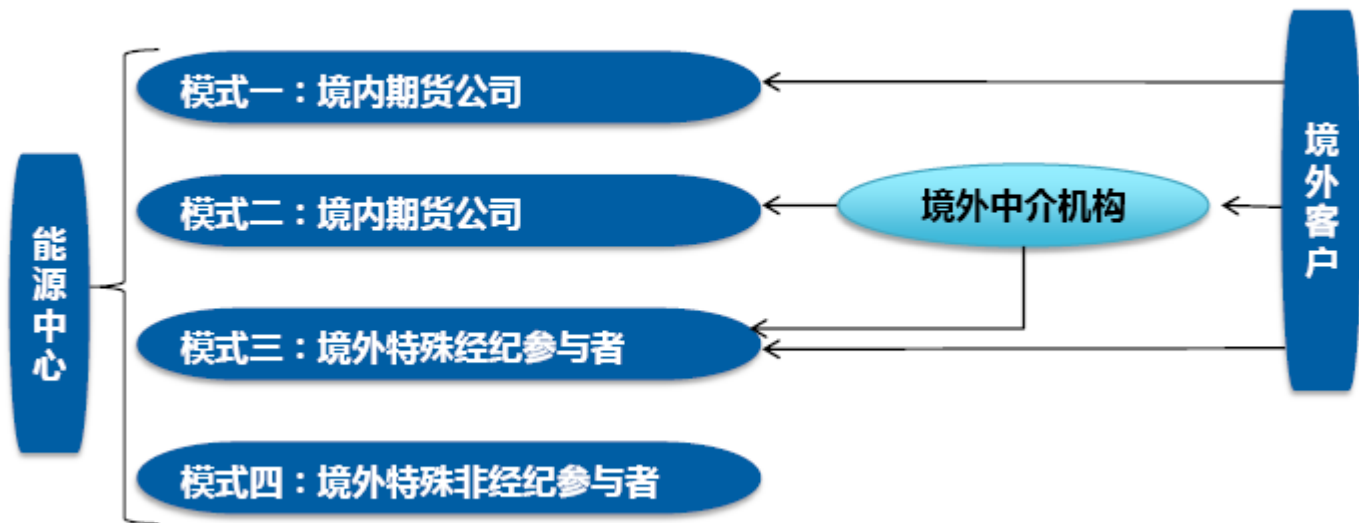 能源中心
模式一：境内期货公司
模式二：境内期货公司
模式三：境外特殊经纪参与者
模式四：境外特殊非经纪参与者
境外中介机构
境外客户